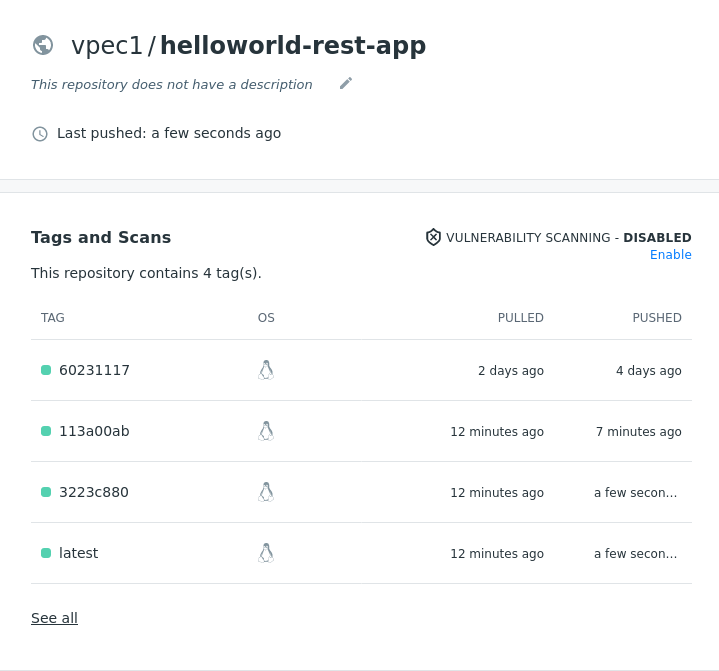 vpec1 / helloworld-rest-app
This repository does not have a description
Last pushed: a few seconds ago
Tags and Scans
VULNERABILITY SCANNING - DISABLED
Enable
This repository contains 4 tag(s).
TAG OS PULLED PUSHED
60231117 2 days ago 4 days ago
113a00ab 12 minutes ago 7 minutes ago
3223c880 12 minutes ago a few secon...
latest 12 minutes ago a few secon...
See all